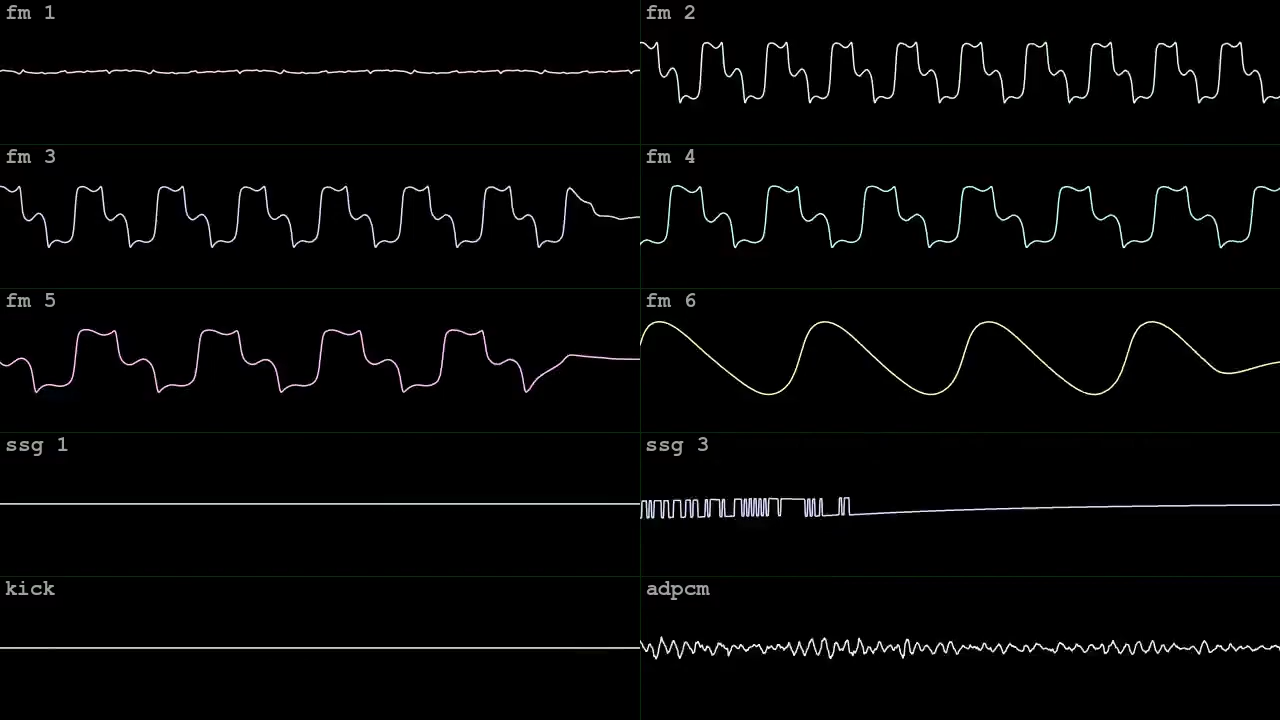 fm 1
fm 2
fm 3
fm 4
fm 5
fm 6
ssg 1
ssg 3
kick
adpcm